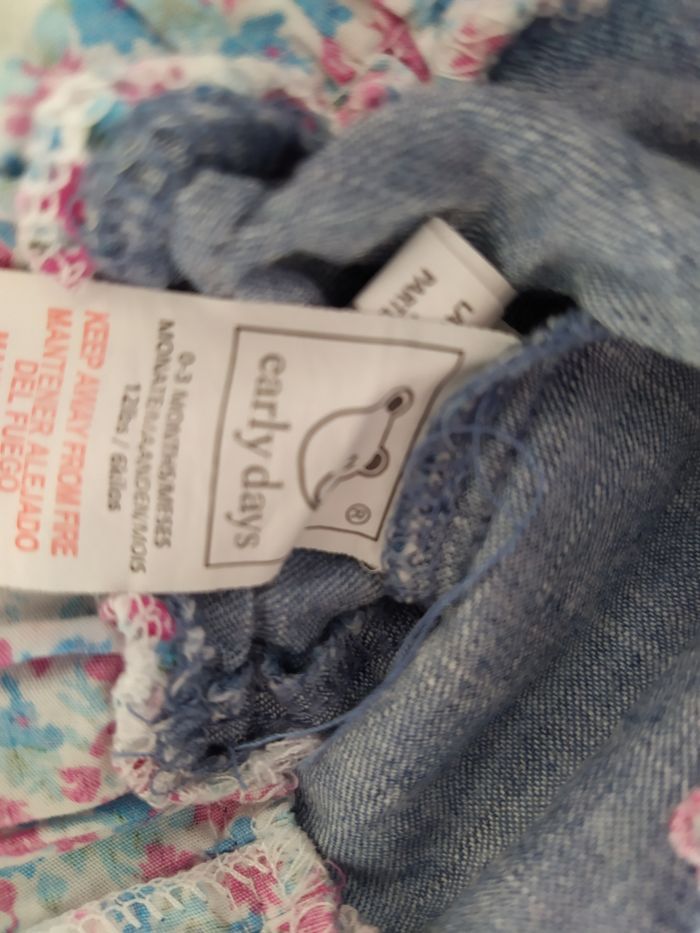 early days
®
0-3 MONTHS/MESES
MONATE/MAANDEN/MOIS
12lbs / 6kilos
KEEP AWAY FROM FIRE
MANTENER ALEJADO
DEL FUEGO